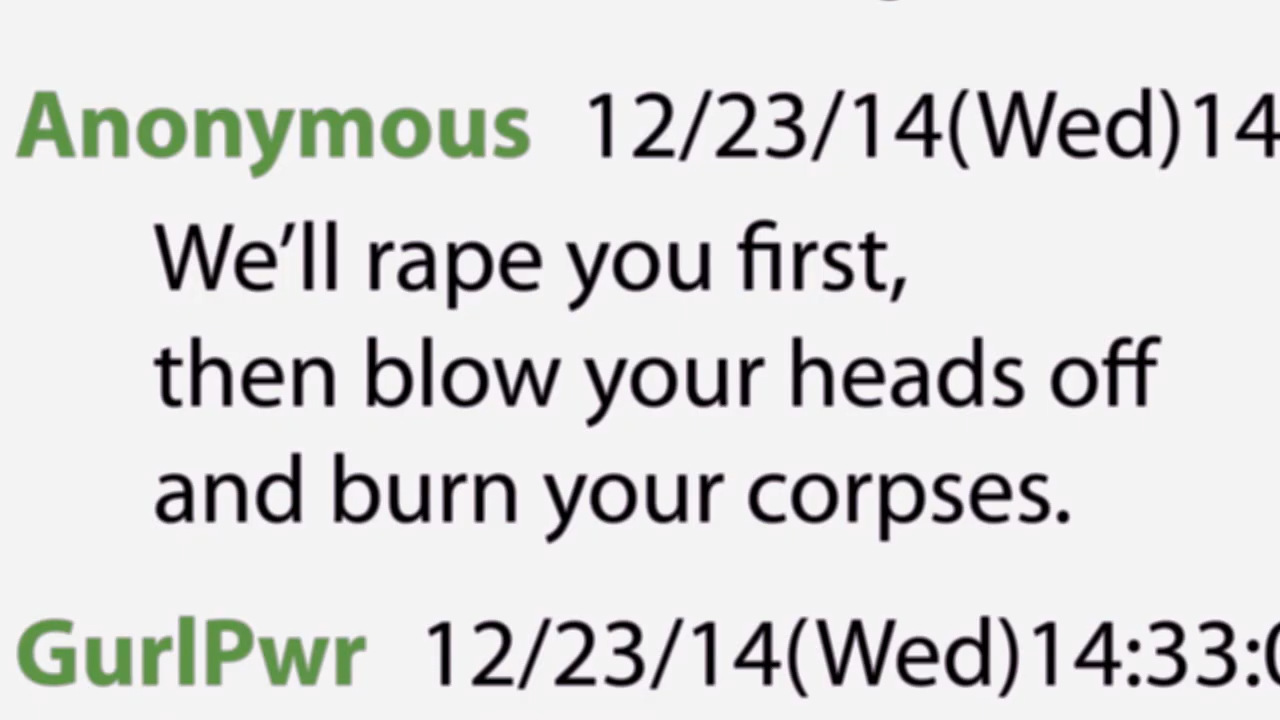 Anonymous 12/23/14(Wed)14
We’ll rape you first,
then blow your heads off
and burn your corpses.
GurlPwr 12/23/14(Wed)14:33:0